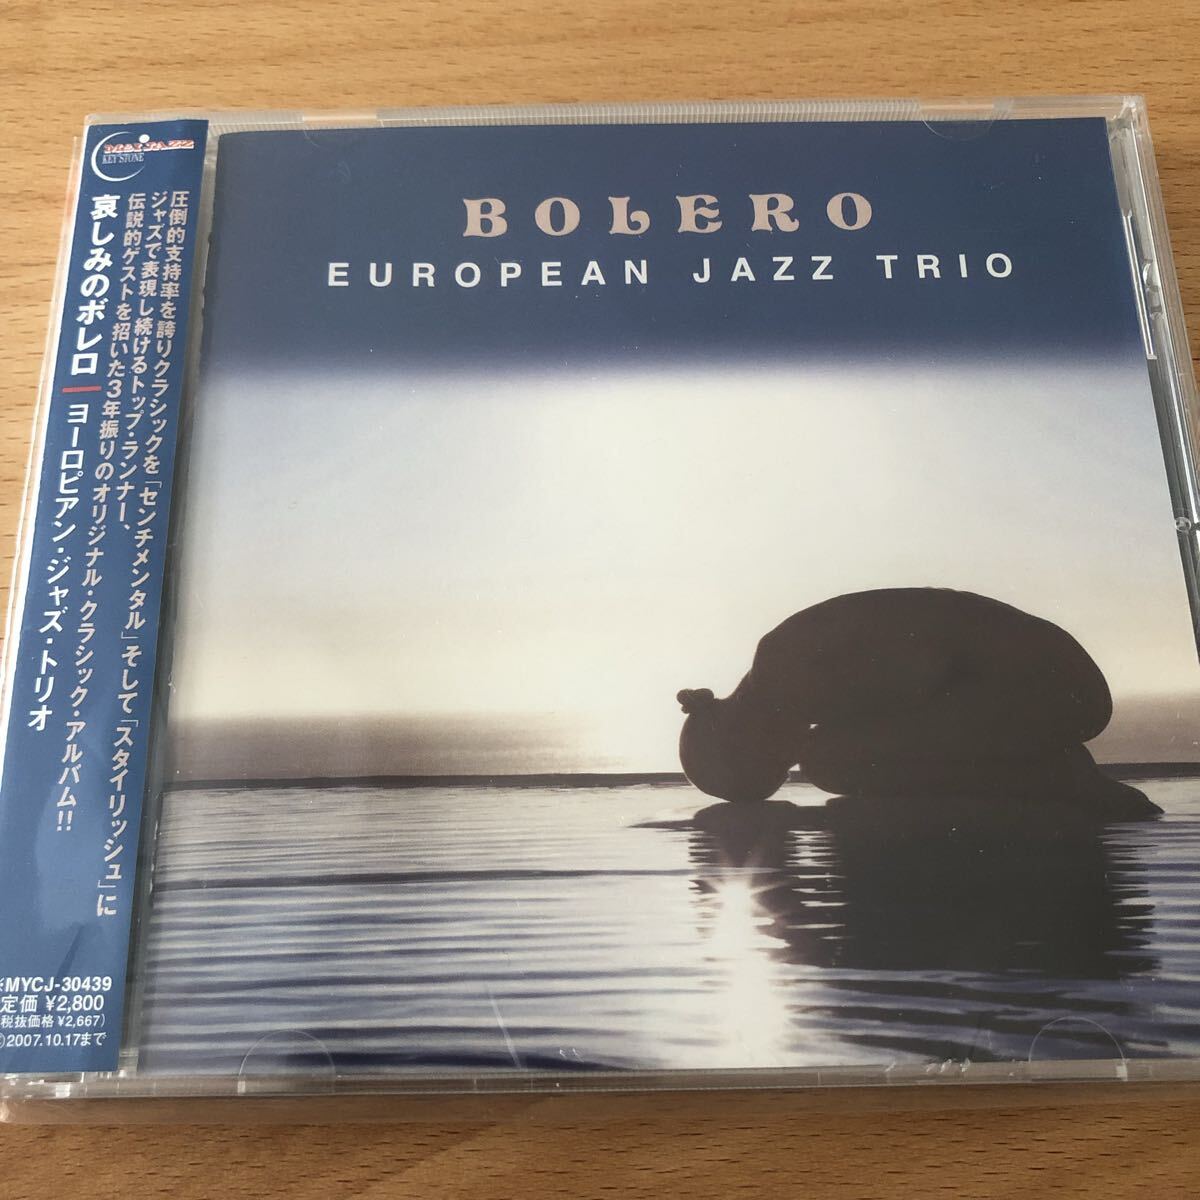 M&I JAZZ
KEY STONE
哀しみのボレロ
ヨーロピアン・ジャズ・トリオ
圧倒的支持率を誇りクラシックを「センチメンタル」そして「スタイリッシュ」に
ジャズで表現し続けるトップ・ランナー、
伝説的ゲストを招いた3年振りのオリジナル・クラシック・アルバム!!
*MYCJ-30439
定価 ¥2,800
(税抜価格 ¥2,667)
2007.10.17まで
BOLERO
EUROPEAN JAZZ TRIO